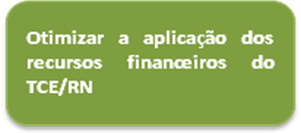 Otimizar a aplicação dos
recursos financeiros do
TCE/RN